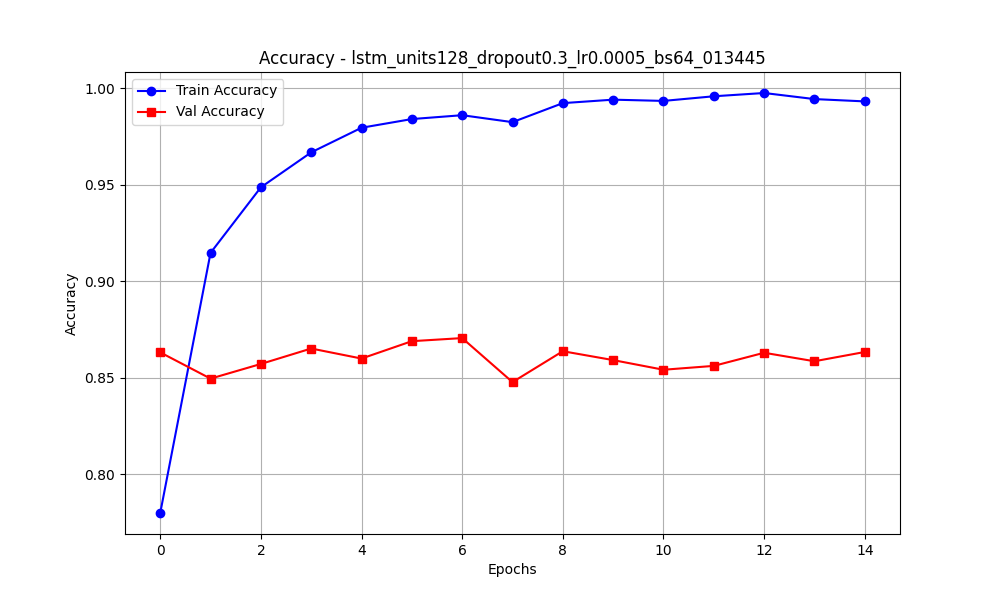 Accuracy - lstm_units128_dropout0.3_lr0.0005_bs64_013445
Train Accuracy
Val Accuracy
1.00
0.95
0.90
0.85
0.80
Accuracy
0 2 4 6 8 10 12 14
Epochs